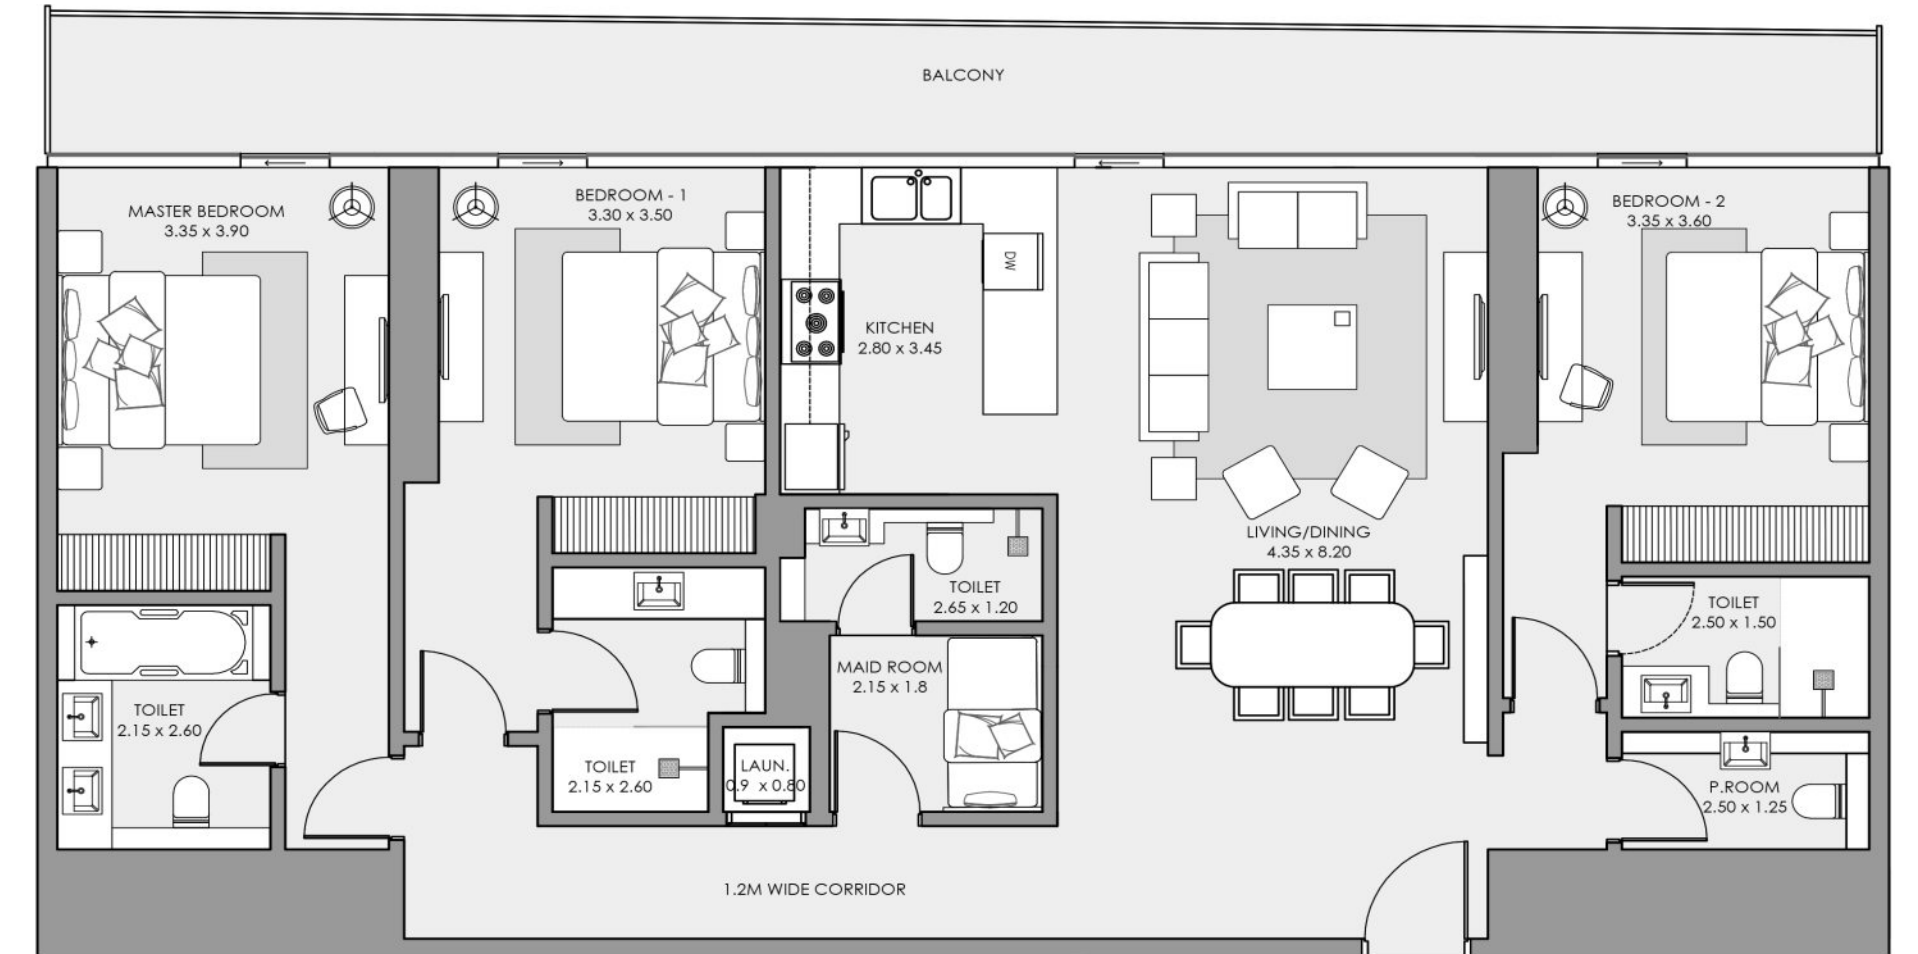 BALCONY
MASTER BEDROOM
3.35 x 3.90
BEDROOM - 1
3.30 x 3.50
BEDROOM - 2
3.35 x 3.60
DW
KITCHEN
2.80 x 3.45
LIVING/DINING
4.35 x 8.20
TOILET
2.65 x 1.20
TOILET
2.50 x 1.50
MAID ROOM
2.15 x 1.8
TOILET
2.15 x 2.60
TOILET
2.15 x 2.60
LAUN.
0.9 x 0.80
P.ROOM
2.50 x 1.25
1.2M WIDE CORRIDOR